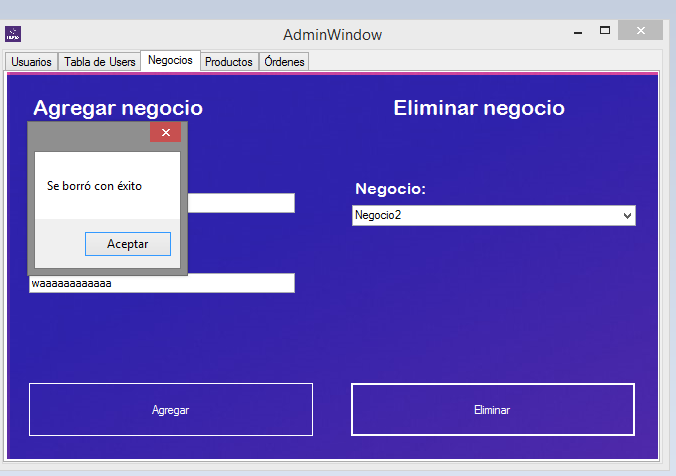 AdminWindow
Usuarios Tabla de Users Negocios Productos Órdenes
Agregar negocio
Eliminar negocio
Se borró con éxito
Aceptar
Negocio:
Negocio2
waaaaaaaaaaaa
Agregar
Eliminar